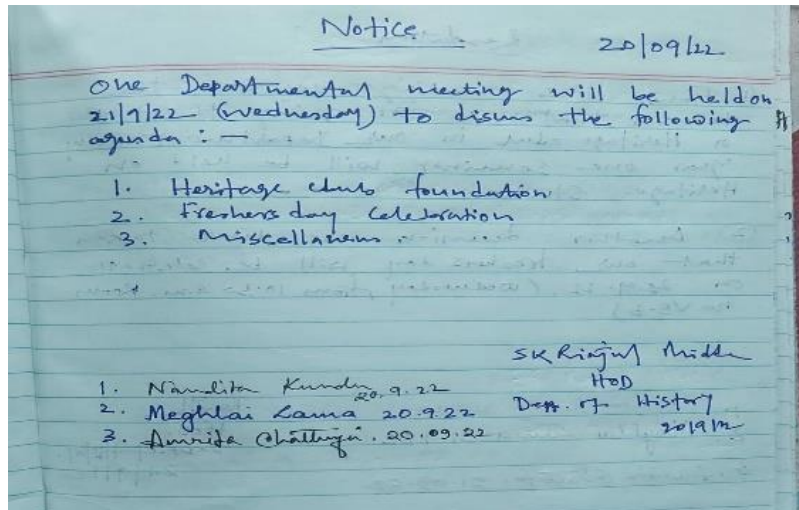 Notice
20/09/22
One Departmental meeting will be held on
21/9/22 (Wednesday) to discuss the following
agenda : —
1. Heritage club foundation
2. Freshers day Celebration
3. Miscellaneous.
SK Riajul
HOD
Dept. of History
20/9/22
1. Nandita Kundu 20.9.22
2. Meghlai Lama 20.9.22
3. Amrita 20.09.22